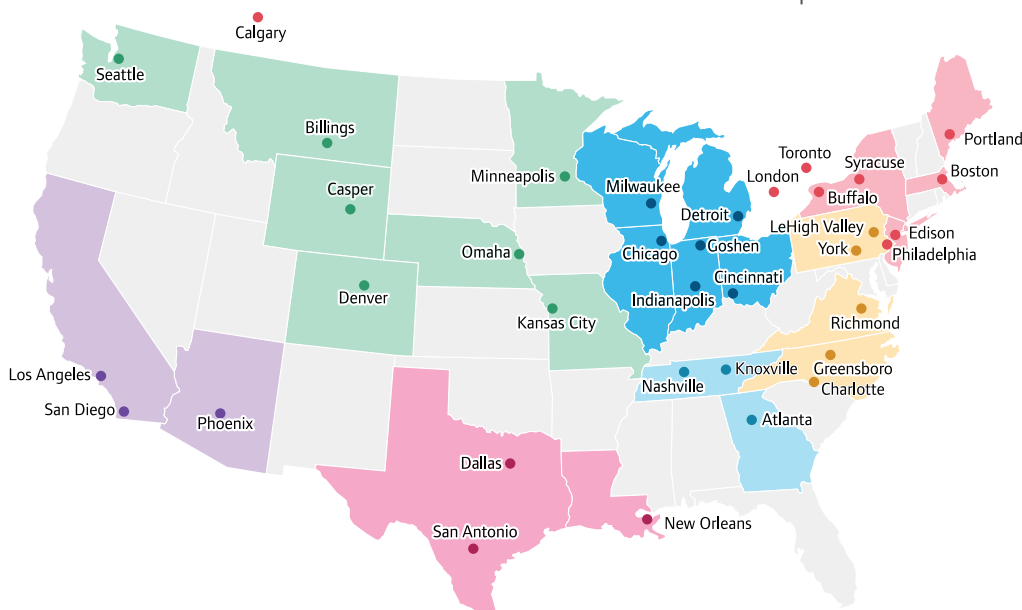 Calgary
Seattle
Billings
Portland
Toronto
Syracuse
Boston
London
Minneapolis
Casper
Milwaukee
Buffalo
Detroit
LeHigh Valley
Edison
York
Philadelphia
Omaha
Chicago
Goshen
Cincinnati
Denver
Indianapolis
Kansas City
Richmond
Los Angeles
Knoxville
Greensboro
Nashville
Charlotte
San Diego
Phoenix
Atlanta
Dallas
New Orleans
San Antonio